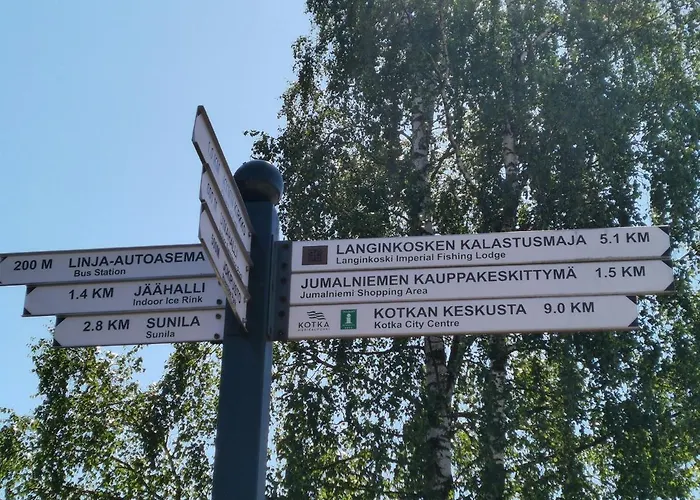 200 M LINJA-AUTOASEMA
Bus Station
1.4 KM JÄÄHALLI
Indoor Ice Rink
2.8 KM SUNILA
Sunila
LANGINKOSKEN KALASTUSMAJA 5.1 KM
Langinkoski Imperial Fishing Lodge
JUMALNIEMEN KAUPPAKESKITTYMÄ 1.5 KM
Jumalniemi Shopping Area
KOTKA
KOTKAN KESKUSTA 9.0 KM
Kotka City Centre